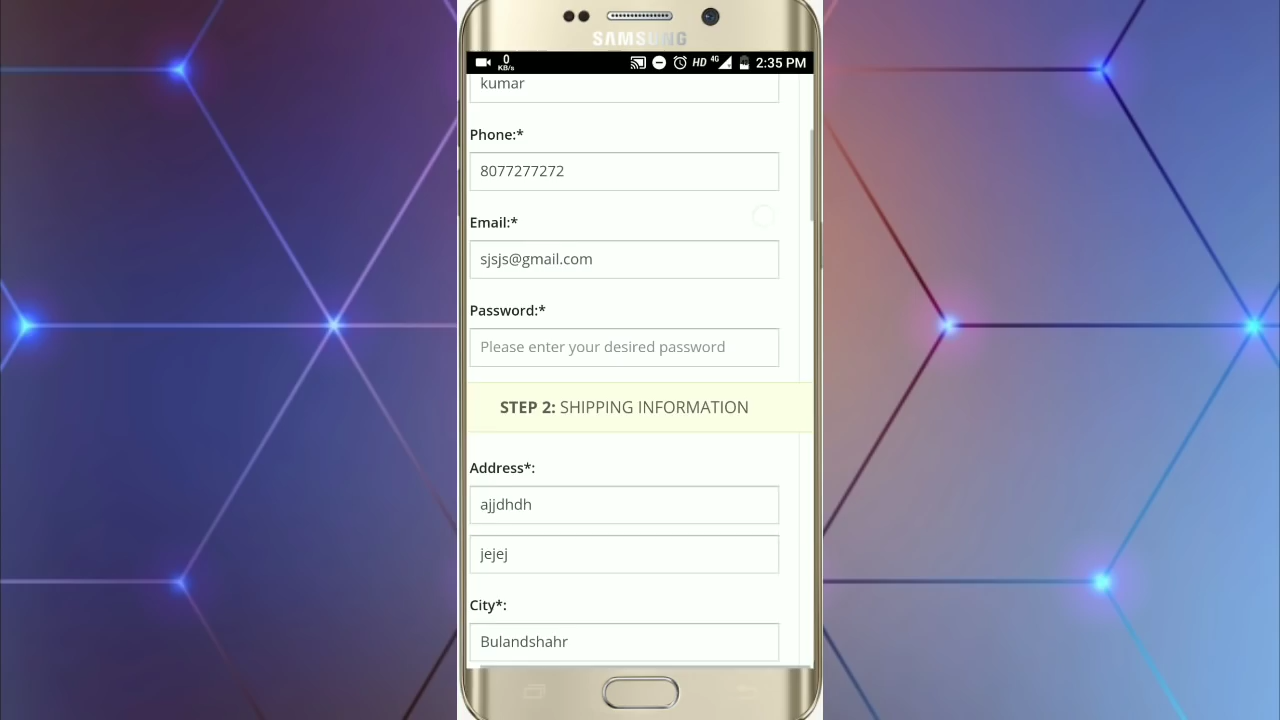 SAMSUNG
0
KB/s
HD 4G 2:35 PM
kumar
Phone:*
8077277272
Email:*
sjsjs@gmail.com
Password:*
Please enter your desired password
STEP 2: SHIPPING INFORMATION
Address*:
ajjdhdh
jejej
City*:
Bulandshahr